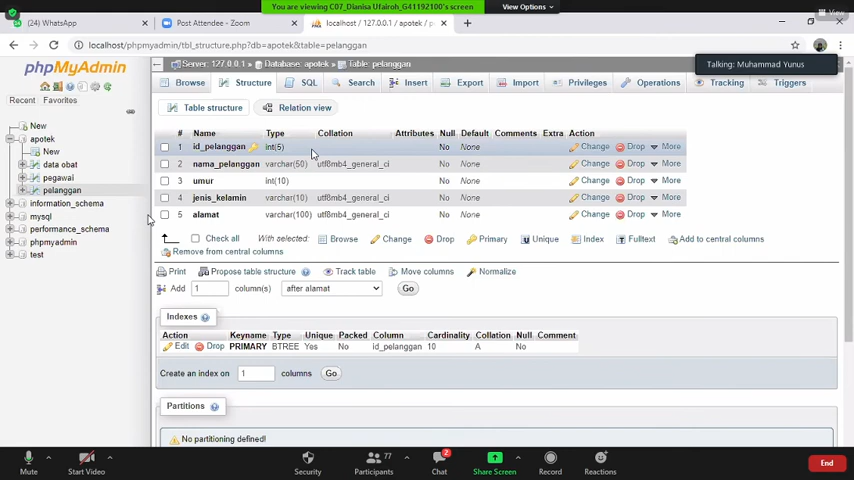 You are viewing C07_Dianisa Ufairoh_G41192100's screen
View Options
View
(24) WhatsApp
Post Attendee - Zoom
localhost / 127.0.0.1 / apotek / p
localhost/phpmyadmin/tbl_structure.php?db=apotek&table=pelanggan
phpMyAdmin
Recent Favorites
New
apotek
New
data obat
pegawai
pelanggan
information_schema
mysql
performance_schema
phpmyadmin
test
Server: 127.0.0.1 » Database: apotek » Table: pelanggan
Talking: Muhammad Yunus
Browse Structure SQL Search Insert Export Import Privileges Operations Tracking Triggers
Table structure Relation view
# Name Type Collation Attributes Null Default Comments Extra Action
1 id_pelanggan int(5) No None Change Drop More
2 nama_pelanggan varchar(50) utf8mb4_general_ci No None Change Drop More
3 umur int(10) No None Change Drop More
4 jenis_kelamin varchar(10) utf8mb4_general_ci No None Change Drop More
5 alamat varchar(100) utf8mb4_general_ci No None Change Drop More
Check all With selected: Browse Change Drop Primary Unique Index Fulltext Add to central columns
Remove from central columns
Print Propose table structure Track table Move columns Normalize
Add 1 column(s) after alamat Go
Indexes
Action Keyname Type Unique Packed Column Cardinality Collation Null Comment
Edit Drop PRIMARY BTREE Yes No id_pelanggan 10 A No
Create an index on 1 columns Go
Partitions
No partitioning defined!
Mute Start Video Security Participants 77 Chat 2 Share Screen Record Reactions End